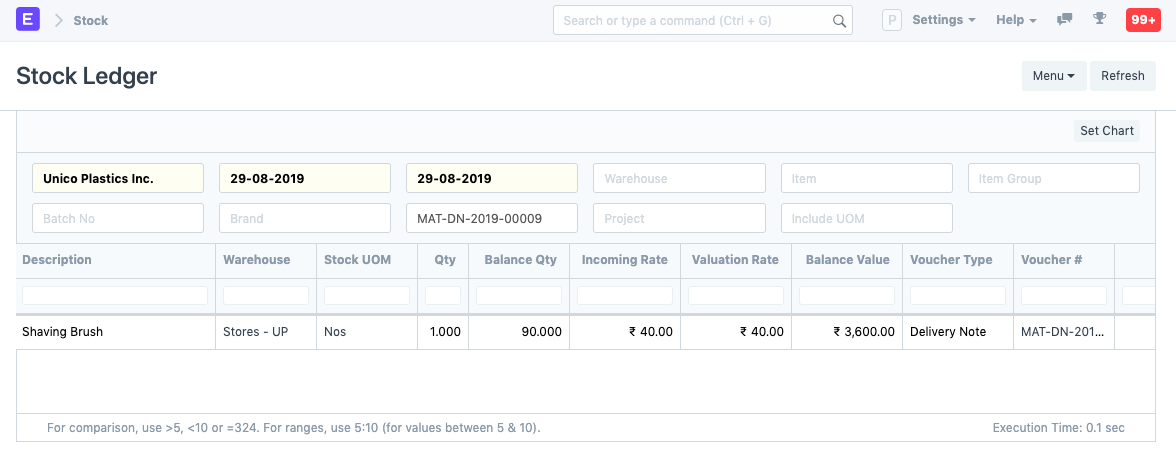 E Stock Search or type a command (Ctrl + G) P Settings Help 99+
Stock Ledger Menu Refresh
Set Chart
Unico Plastics Inc. 29-08-2019 29-08-2019 Warehouse Item Item Group
Batch No Brand MAT-DN-2019-00009 Project Include UOM
Description Warehouse Stock UOM Qty Balance Qty Incoming Rate Valuation Rate Balance Value Voucher Type Voucher #
Shaving Brush Stores - UP Nos 1.000 90.000 ₹ 40.00 ₹ 40.00 ₹ 3,600.00 Delivery Note MAT-DN-201...
For comparison, use >5, <10 or =324. For ranges, use 5:10 (for values between 5 & 10). Execution Time: 0.1 sec